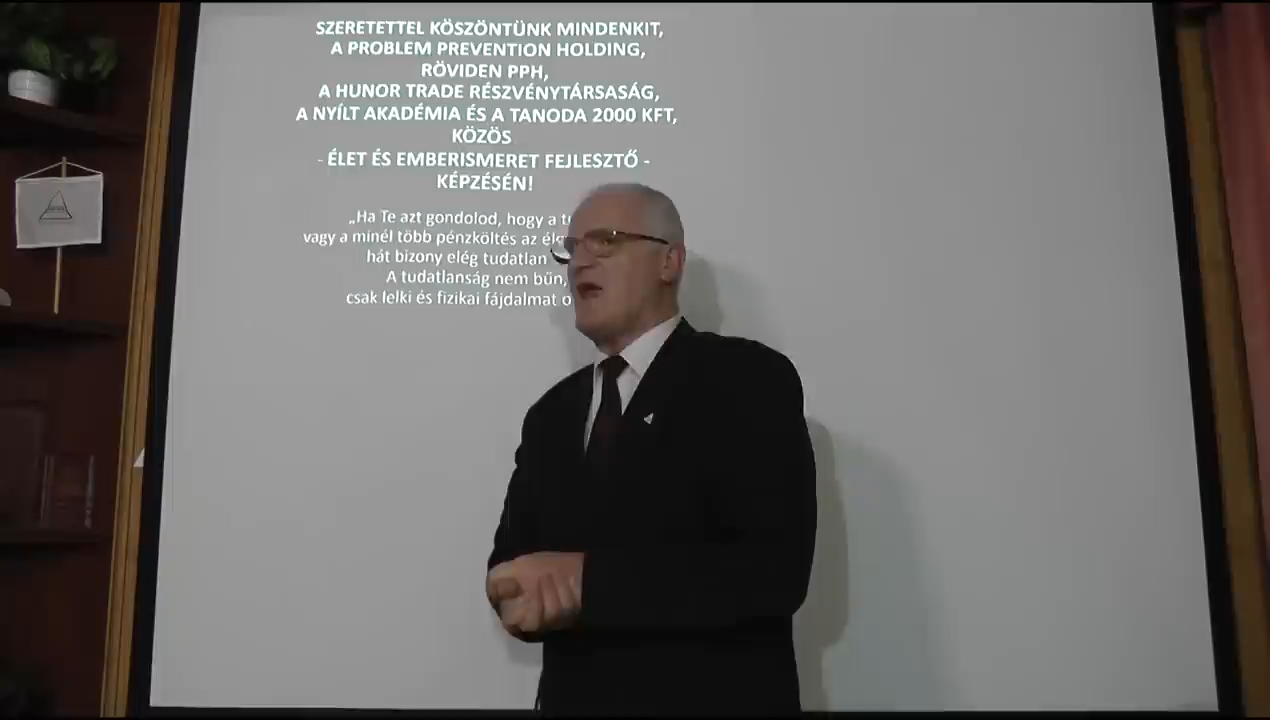 SZERETETTEL KÖSZÖNTÜNK MINDENKIT,
A PROBLEM PREVENTION HOLDING,
RÖVIDEN PPH,
A HUNOR TRADE RÉSZVÉNYTÁRSASÁG,
A NYÍLT AKADÉMIA ÉS A TANODA 2000 KFT,
KÖZÖS
- ÉLET ÉS EMBERISMERET FEJLESZTŐ -
KÉPZÉSÉN!
„Ha Te azt gondolod, hogy a
vagy a minél több pénzköltés az
hát bizony elég tudatlan
A tudatlanság nem bűn,
csak lelki és fizikai fájdalmat